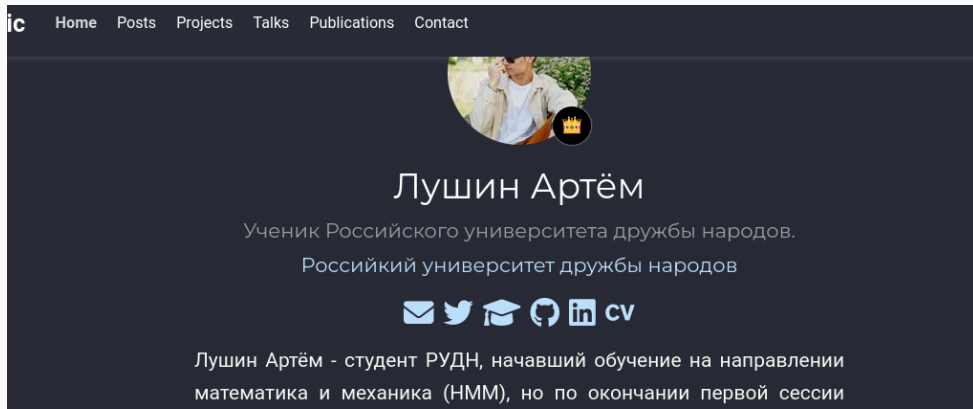 ic Home Posts Projects Talks Publications Contact
Лушин Артём
Ученик Российского университета дружбы народов.
Российкий университет дружбы народов
in CV
Лушин Артём - студент РУДН, начавший обучение на направлении
математика и механика (НММ), но по окончании первой сессии